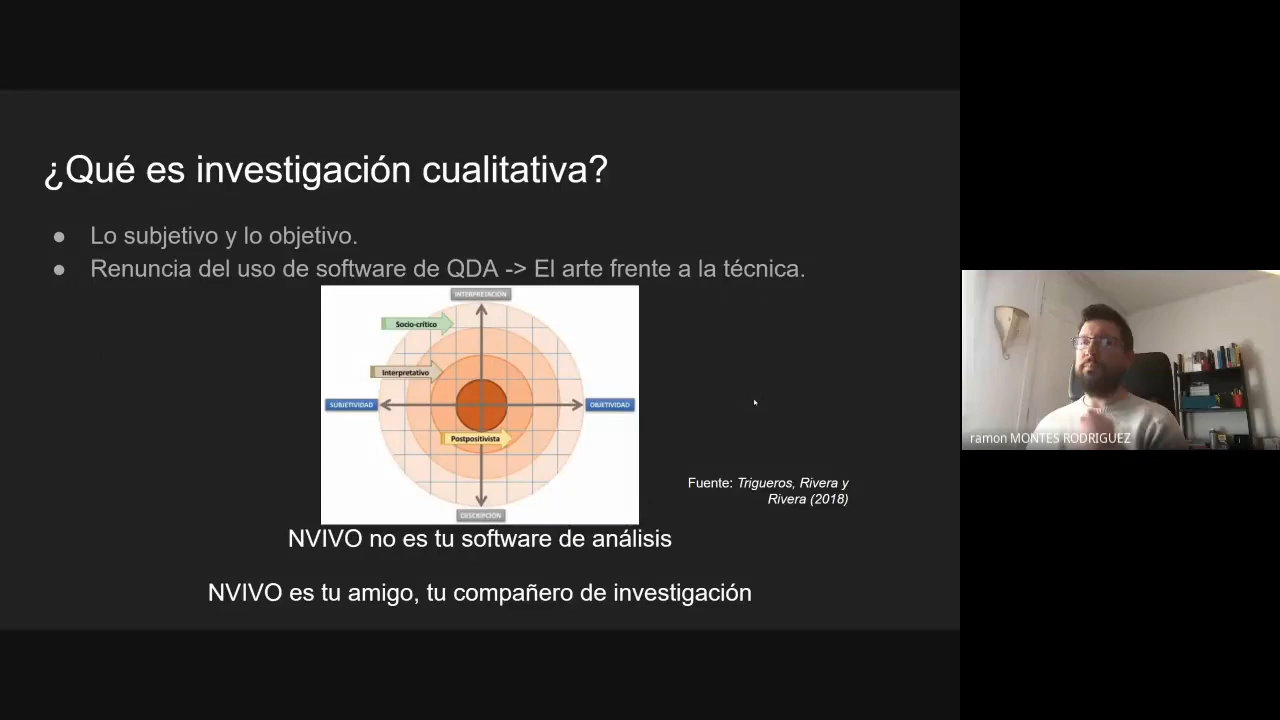 ¿Qué es investigación cualitativa?
● Lo subjetivo y lo objetivo.
● Renuncia del uso de software de QDA -> El arte frente a la técnica.
INTERPRETACIÓN
Socio-crítico
Interpretativo
SUBJETIVIDAD
OBJETIVIDAD
Postpositivista
ramon MONTES RODRIGUEZ
Fuente: Trigueros, Rivera y
Rivera (2018)
DESCRIPCIÓN
NVIVO no es tu software de análisis
NVIVO es tu amigo, tu compañero de investigación